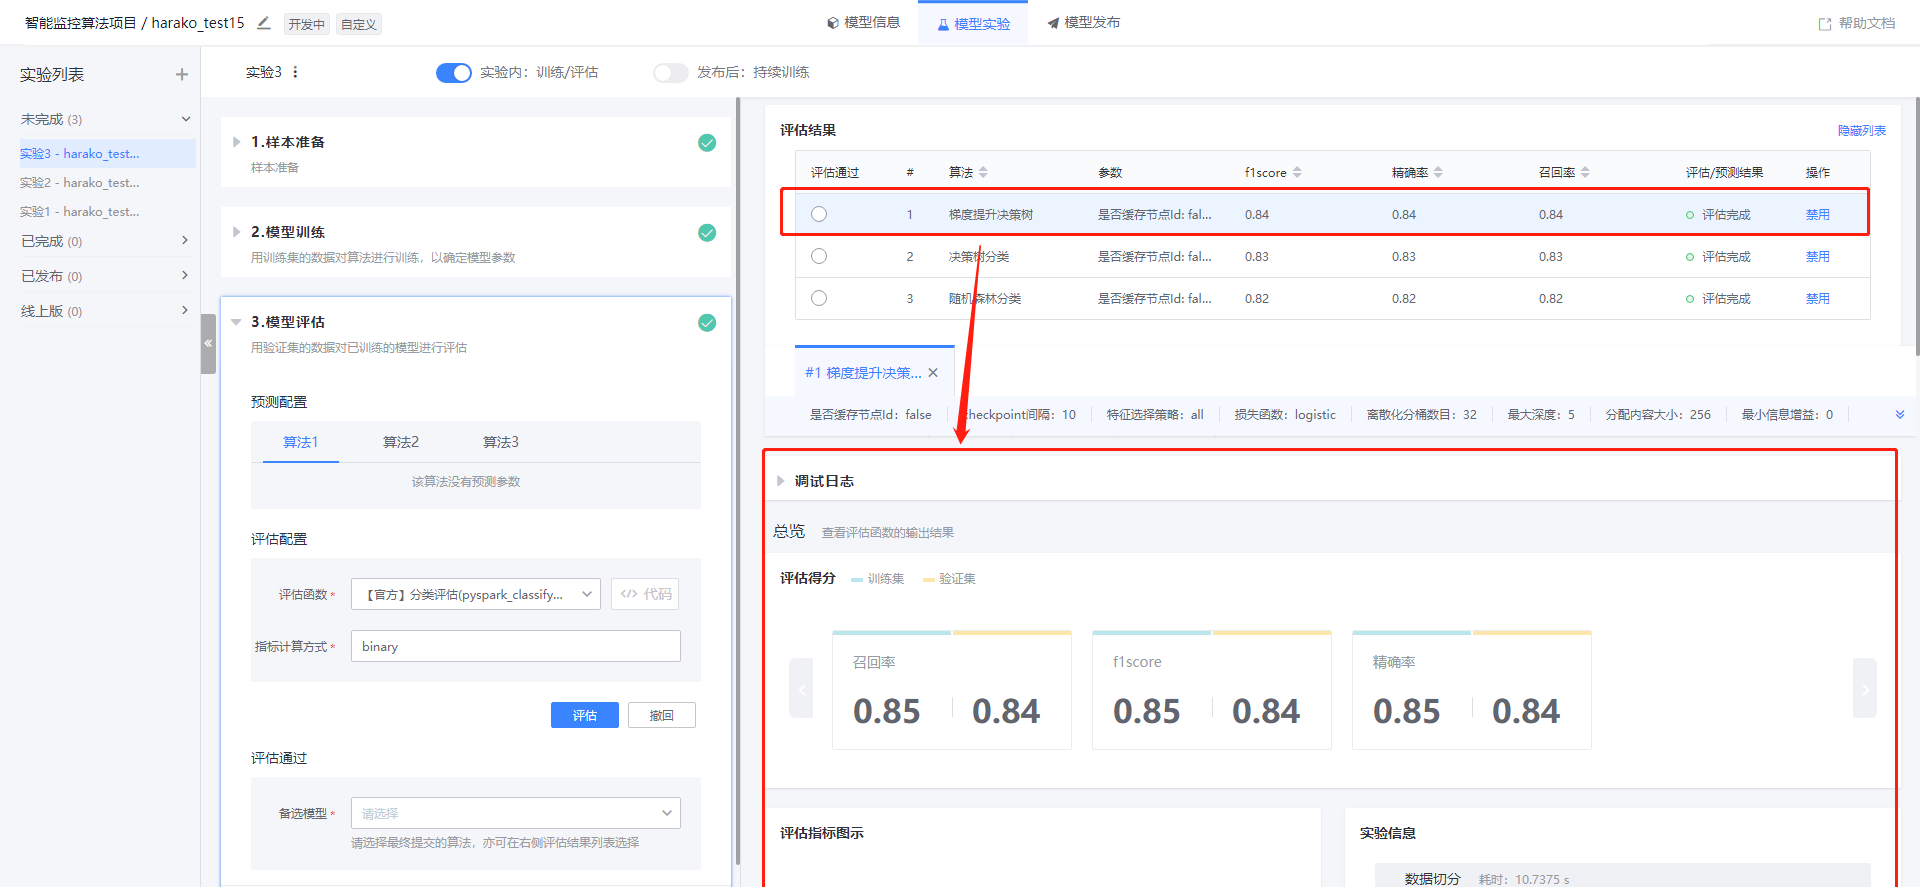 智能监控算法项目 / harako_test15 开发中 自定义
模型信息 模型实验 模型发布
帮助文档
实验列表
未完成 (3)
实验3 - harako_test...
实验2 - harako_test...
实验1 - harako_test...
已完成 (0)
已发布 (0)
线上版 (0)
实验3 实验内：训练/评估 发布后：持续训练
1.样本准备
样本准备
2.模型训练
用训练集的数据对算法进行训练，以确定模型参数
3.模型评估
用验证集的数据对已训练的模型进行评估
预测配置
算法1 算法2 算法3
该算法没有预测参数
评估配置
评估函数 * 【官方】分类评估(pyspark_classify... </> 代码
指标计算方式 * binary
评估 撤回
评估通过
备选模型 * 请选择
请选择最终提交的算法，亦可在右侧评估结果列表选择
评估结果 隐藏列表
评估通过 # 算法 参数 f1score 精确率 召回率 评估/预测结果 操作
1 梯度提升决策树 是否缓存节点Id: fal... 0.84 0.84 0.84 评估完成 禁用
2 决策树分类 是否缓存节点Id: fal... 0.83 0.83 0.83 评估完成 禁用
3 随机森林分类 是否缓存节点Id: fal... 0.82 0.82 0.82 评估完成 禁用
#1 梯度提升决策...
是否缓存节点Id：false checkpoint间隔：10 特征选择策略：all 损失函数：logistic 离散化分桶数目：32 最大深度：5 分配内容大小：256 最小信息增益：0
调试日志
总览 查看评估函数的输出结果
评估得分 训练集 验证集
召回率 f1score 精确率
0.85 0.84 0.85 0.84 0.85 0.84
评估指标图示 实验信息
数据切分 耗时：10.7375 s